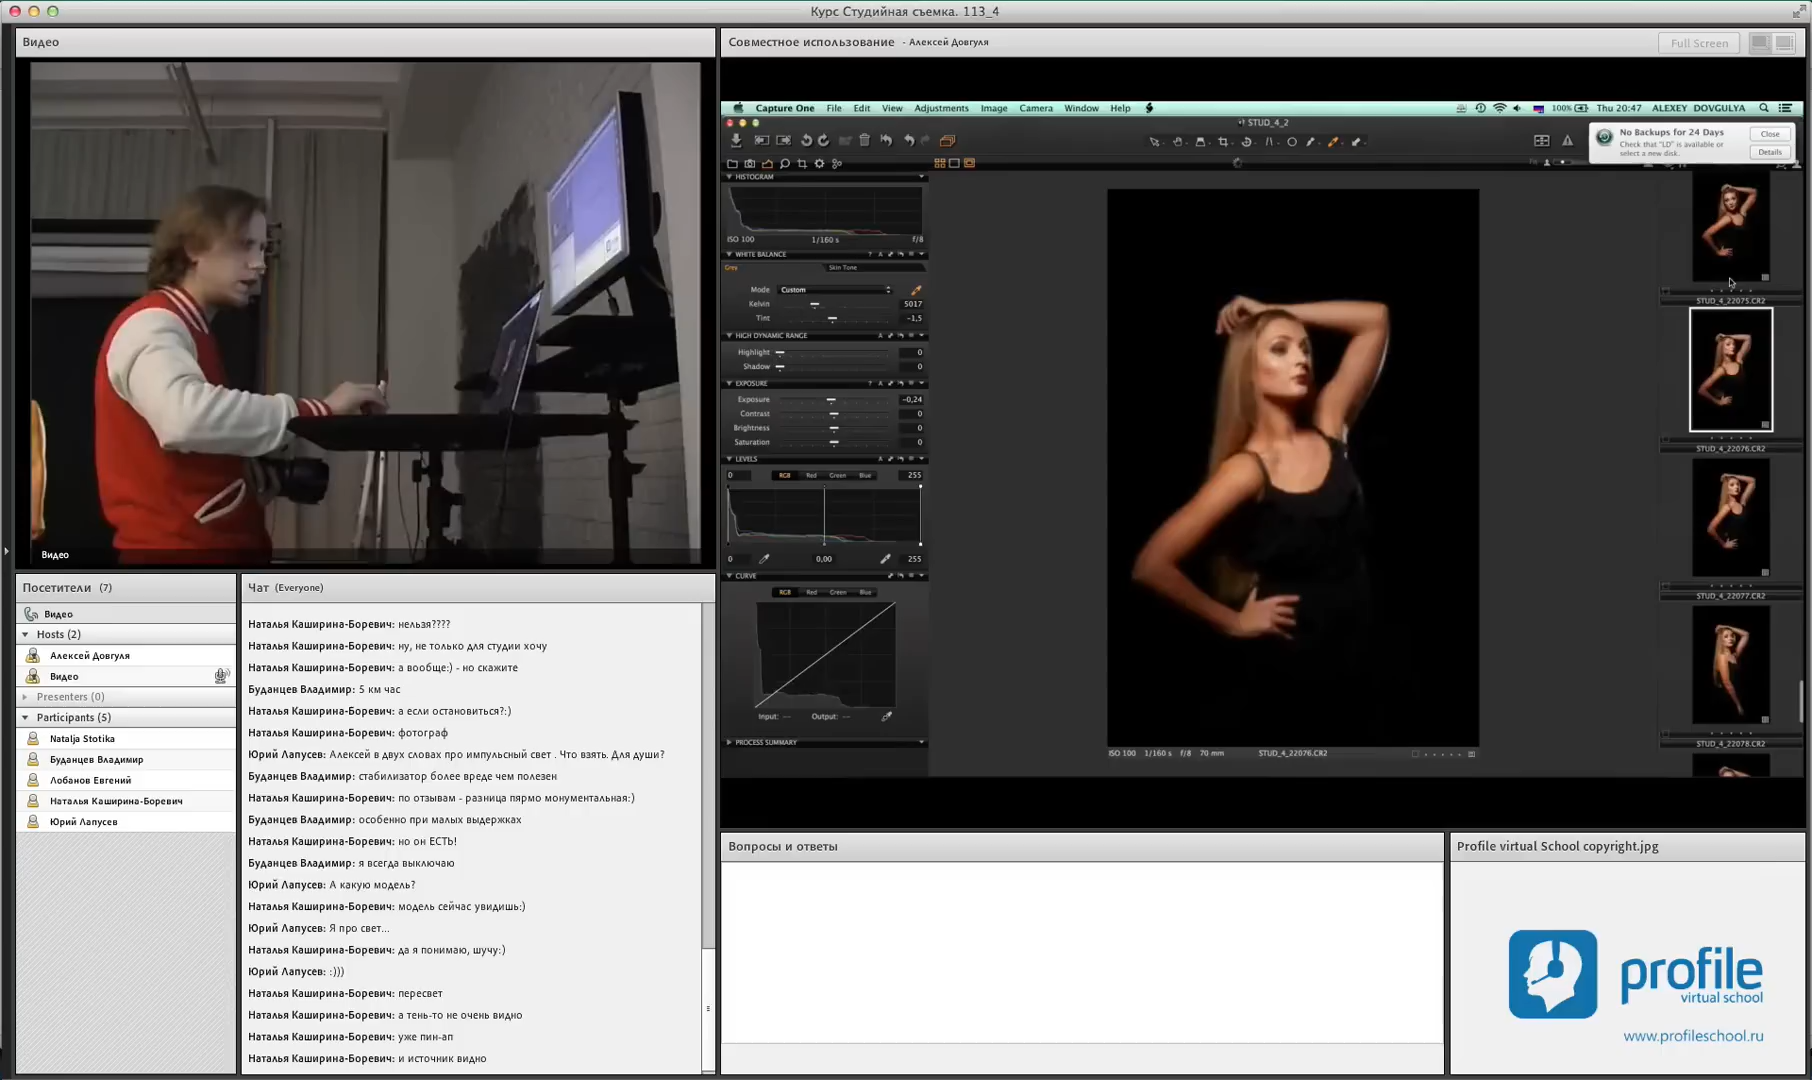 Курс Студийная съемка. 113_4
Видео
Видео
Посетители (7)
Видео
Hosts (2)
Алексей Довгуля
Видео
Presenters (0)
Participants (5)
Natalja Stotika
Буданцев Владимир
Лобанов Евгений
Наталья Каширина-Боревич
Юрий Лапусев
Чат (Everyone)
Наталья Каширина-Боревич: нельзя????
Наталья Каширина-Боревич: ну, не только для студии хочу
Наталья Каширина-Боревич: а вообще:) - но скажите
Буданцев Владимир: 5 км час
Наталья Каширина-Боревич: а если остановиться?:)
Наталья Каширина-Боревич: фотограф
Юрий Лапусев: Алексей в двух словах про импульсный свет . Что взять. Для души?
Буданцев Владимир: стабилизатор более вреде чем полезен
Наталья Каширина-Боревич: по отзывам - разница пярмо монументальная:)
Буданцев Владимир: особенно при малых выдержках
Наталья Каширина-Боревич: но он ЕСТЬ!
Буданцев Владимир: я всегда выключаю
Юрий Лапусев: А какую модель?
Наталья Каширина-Боревич: модель сейчас увидишь:)
Юрий Лапусев: Я про свет...
Наталья Каширина-Боревич: да я понимаю, шучу:)
Юрий Лапусев: :)))
Наталья Каширина-Боревич: пересвет
Наталья Каширина-Боревич: а тень-то не очень видно
Наталья Каширина-Боревич: уже пин-ап
Наталья Каширина-Боревич: и источник видно
Совместное использование - Алексей Довгуля
Full Screen
Capture One File Edit View Adjustments Image Camera Window Help
100% Thu 20:47 ALEXEY DOVGULYA
STUD_4_2
No Backups for 24 Days
Check that "LD" is available or
select a new disk.
Close
Details
HISTOGRAM
ISO 100 1/160 s f/8
WHITE BALANCE
Grey Skin Tone
Mode Custom
Kelvin 5017
Tint -1,5
HIGH DYNAMIC RANGE
Highlight 0
Shadow 0
EXPOSURE
Exposure -0,24
Contrast 0
Brightness 0
Saturation 0
LEVELS
0 RGB Red Green Blue 255
0 0,00 255
CURVE
RGB Red Green Blue
Input: -- Output: --
PROCESS SUMMARY
ISO 100 1/160 s f/8 70 mm STUD_4_22076.CR2
STUD_4_22075.CR2
STUD_4_22076.CR2
STUD_4_22077.CR2
STUD_4_22078.CR2
Вопросы и ответы
Profile virtual School copyright.jpg
profile
virtual school
www.profileschool.ru